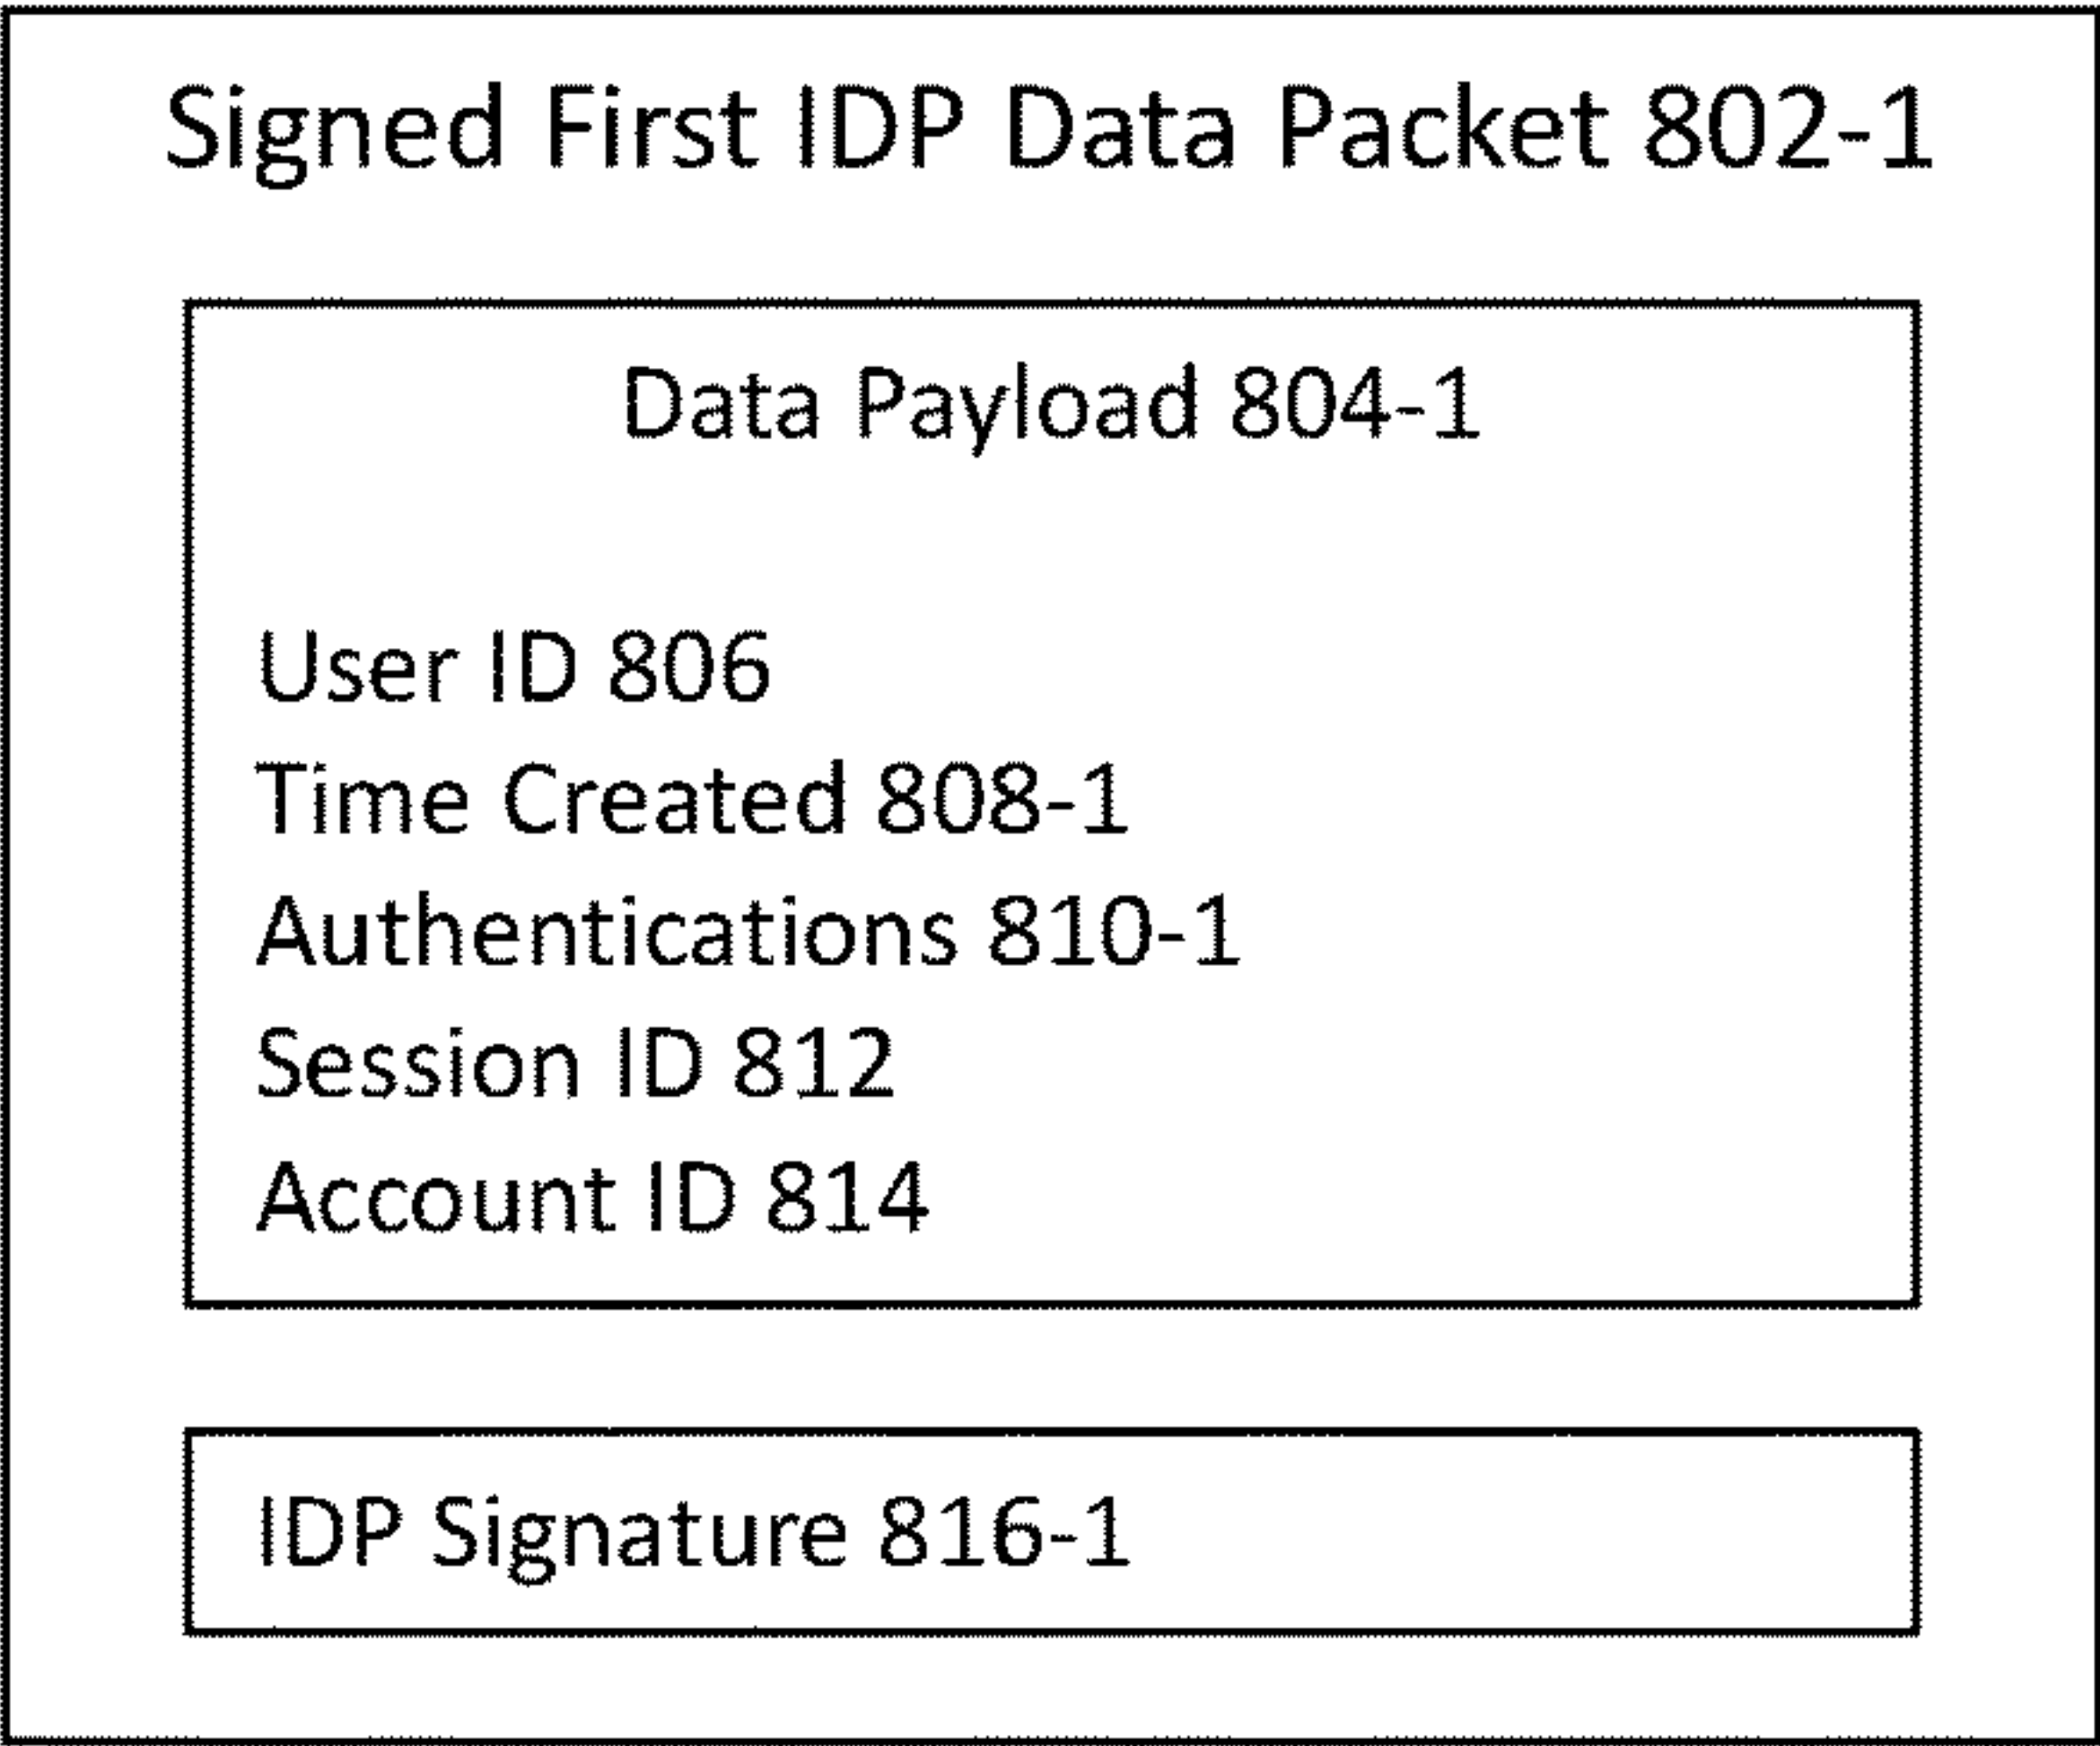 Signed First IDP Data Packet 802-1
Data Payload 804-1
User ID 806
Time Created 808-1
Authentications 810-1
Session ID 812
Account ID 814
IDP Signature 816-1